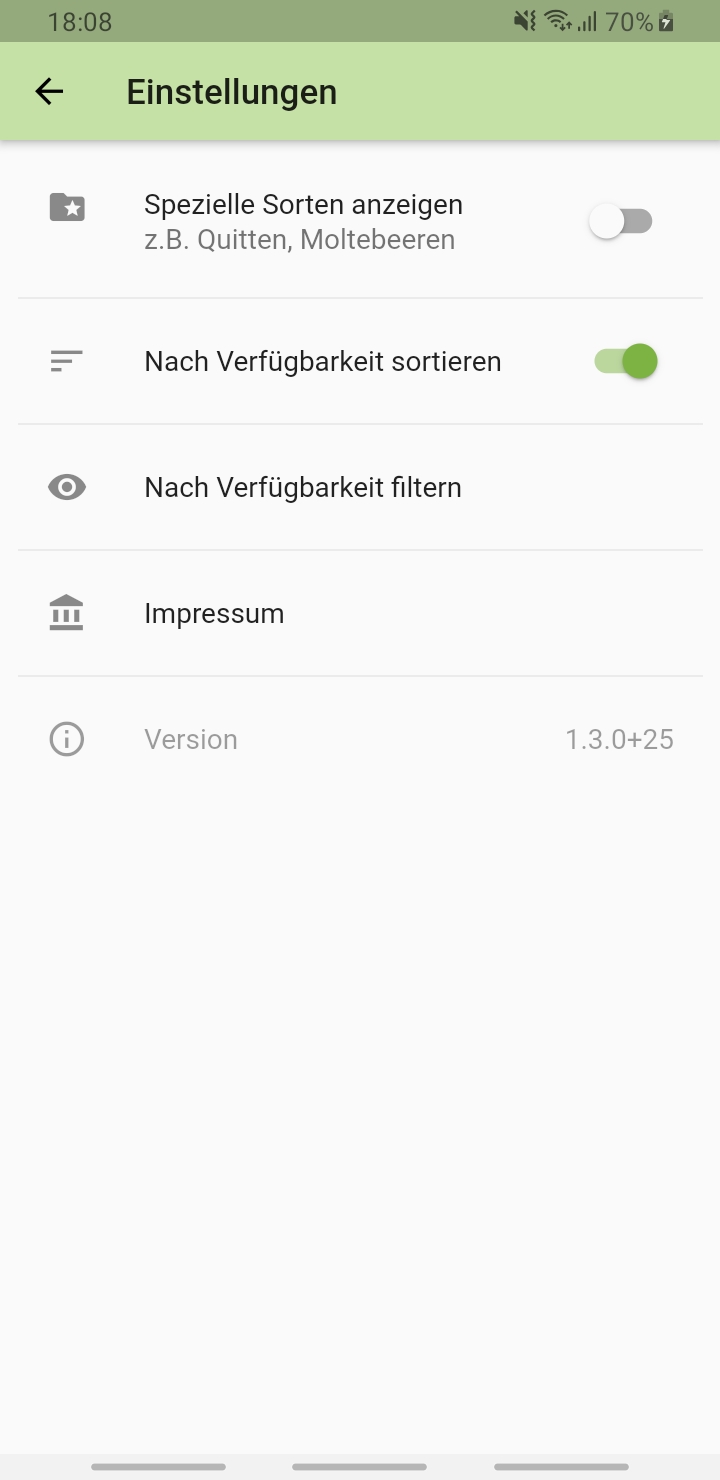 18:08
70%
Einstellungen
Spezielle Sorten anzeigen
z.B. Quitten, Moltebeeren
Nach Verfügbarkeit sortieren
Nach Verfügbarkeit filtern
Impressum
Version 1.3.0+25